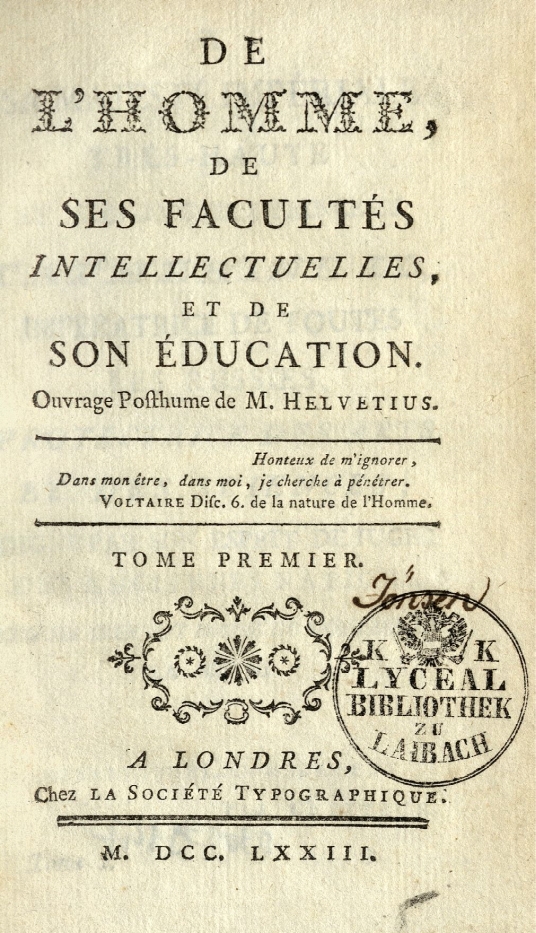 DE
L'HOMME,
DE
SES FACULTÉS
INTELLECTUELLES,
ET DE
SON ÉDUCATION.
Ouvrage Poſthume de M. HELVETIUS.
Honteux de m'ignorer,
Dans mon être, dans moi, je cherche à pénétrer.
VOLTAIRE Diſc. 6. de la nature de l'Homme.
TOME PREMIER.
K K
LYCEAL
BIBLIOTHEK
ZU
LAIBACH
A LONDRES,
Chez LA SOCIÉTÉ TYPOGRAPHIQUE.
M. DCC. LXXIII.